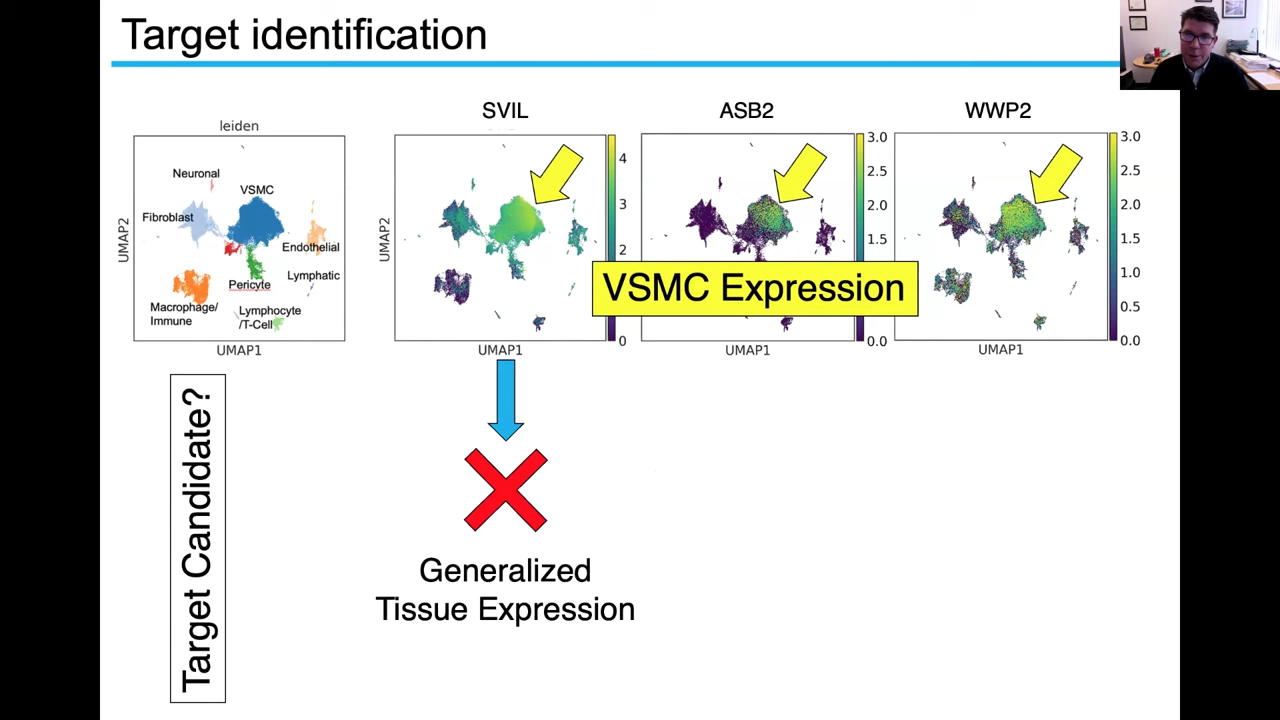 Target identification
SVIL
ASB2
WWP2
leiden
Neuronal
VSMC
Fibroblast
Endothelial
Lymphatic
Pericyte
Macrophage/
Immune
Lymphocyte
/T-Cell
UMAP2
UMAP1
4
3
2
0
UMAP2
UMAP1
3.0
2.5
2.0
1.5
0.0
UMAP1
3.0
2.5
2.0
1.5
1.0
0.5
0.0
UMAP1
VSMC Expression
Target Candidate?
Generalized
Tissue Expression